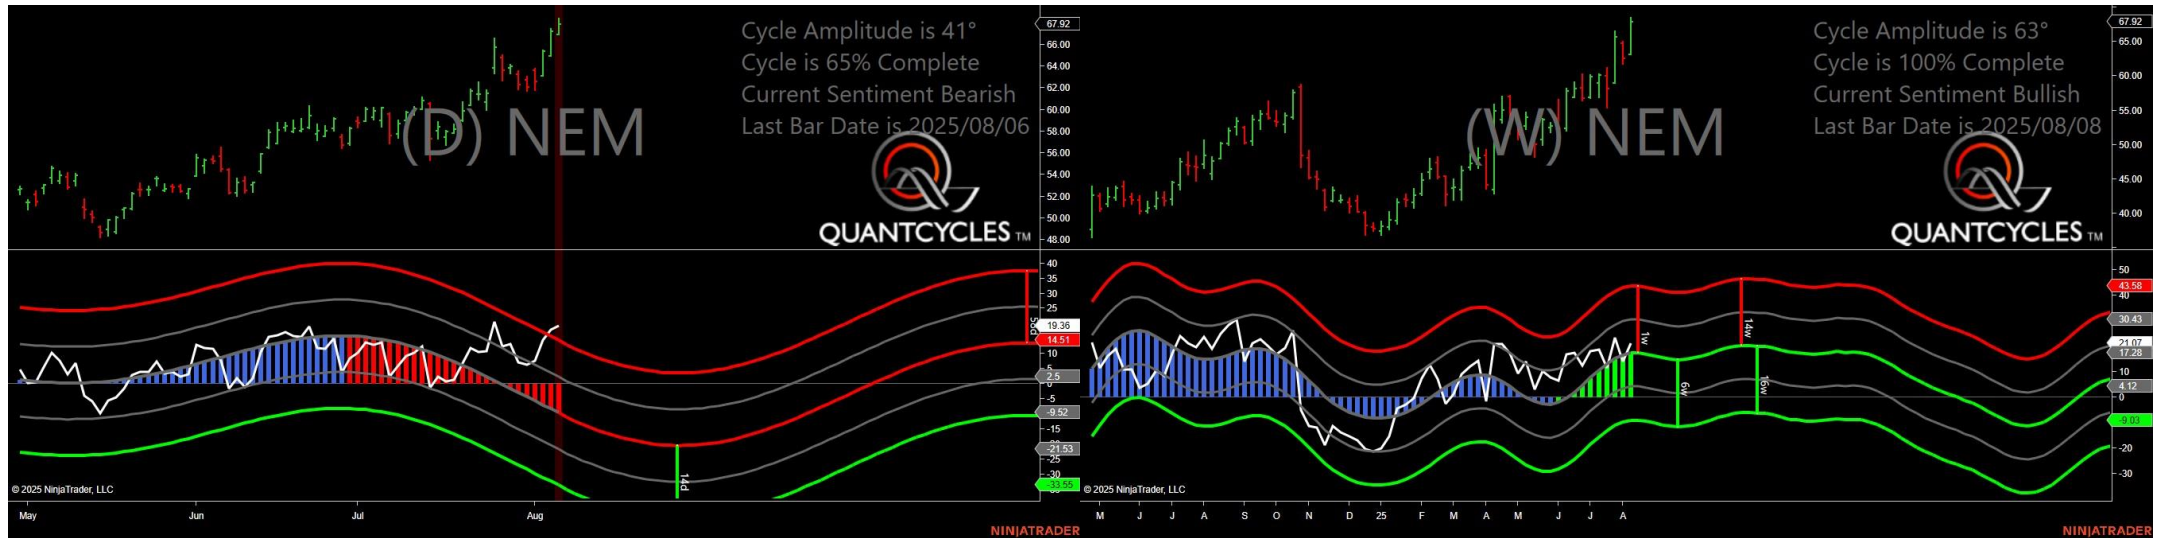 Cycle Amplitude is 41°
Cycle is 65% Complete
Current Sentiment Bearish
Last Bar Date is 2025/08/06
(D) NEM
QUANTCYCLES TM
67.92
66.00
64.00
62.00
60.00
58.00
56.00
54.00
52.00
50.00
48.00
40
35
30
25
19.36
14.51
10
5
2.5
-5
-9.52
-15
-21.53
-25
-30
-33.55
14d
© 2025 NinjaTrader, LLC
May Jun Jul Aug
NINJATRADER
Cycle Amplitude is 63°
Cycle is 100% Complete
Current Sentiment Bullish
Last Bar Date is 2025/08/08
(W) NEM
QUANTCYCLES TM
67.92
65.00
60.00
55.00
50.00
45.00
40.00
50
43.58
40
30.43
21.07
17.28
10
4.12
0
-9.03
-20
-30
1w
6w
14w
16w
© 2025 NinjaTrader, LLC
M J J A S O N D 25 F M A M J J A
NINJATRADER